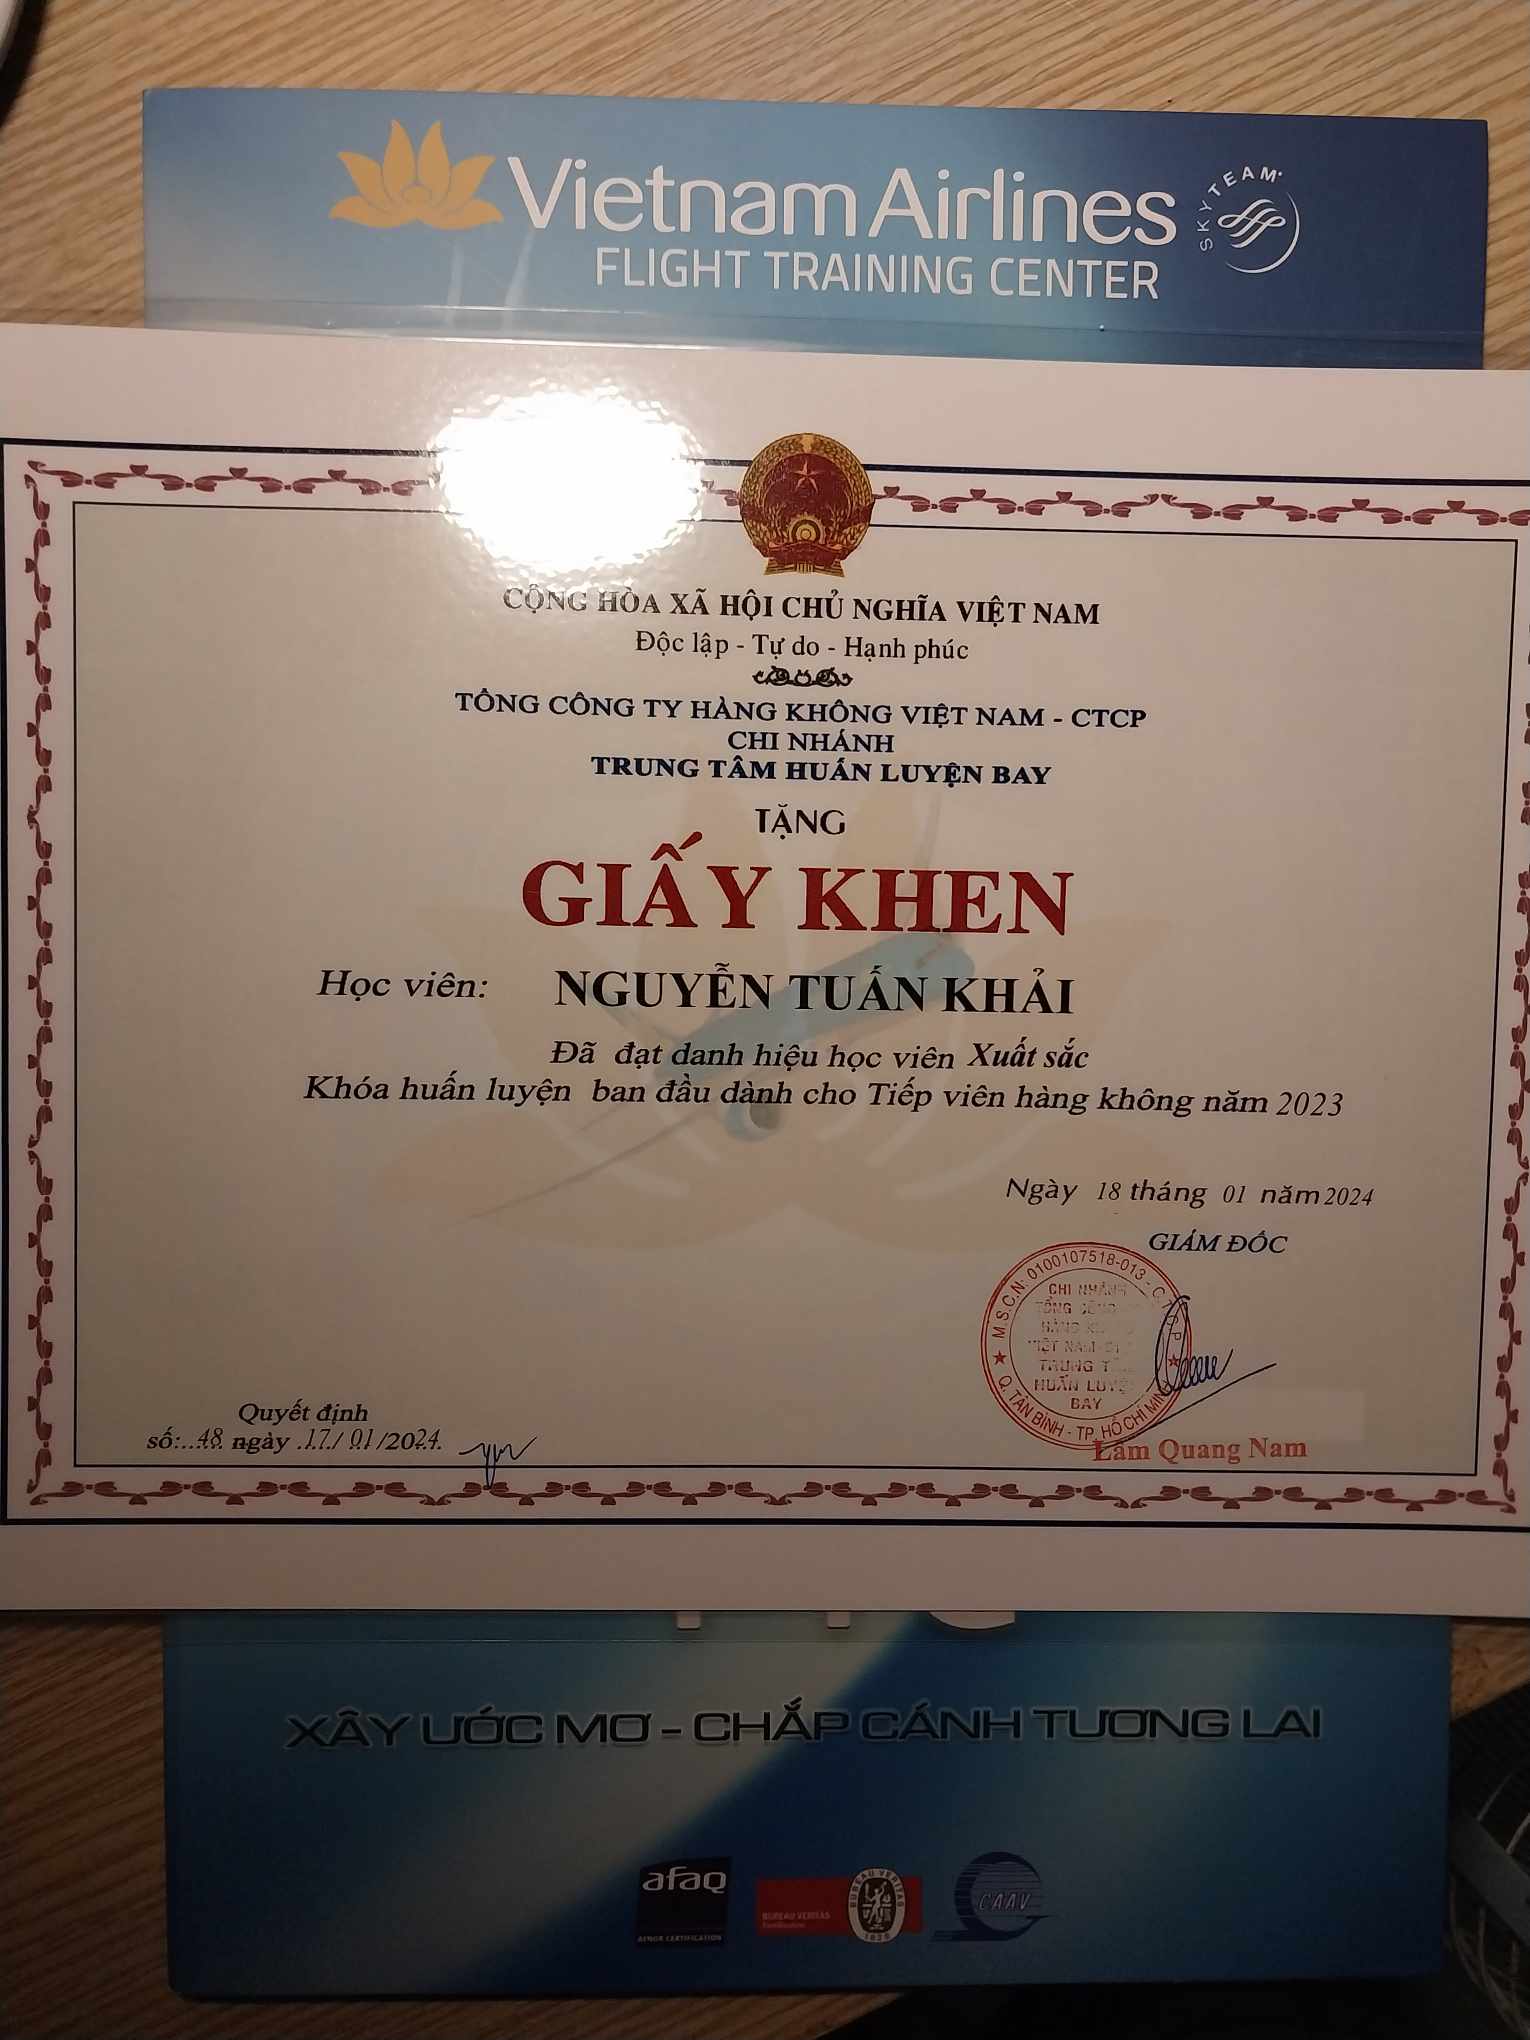 Vietnam Airlines
SKYTEAM
FLIGHT TRAINING CENTER
CỘNG HÒA XÃ HỘI CHỦ NGHĨA VIỆT NAM
Độc lập - Tự do - Hạnh phúc
TỔNG CÔNG TY HÀNG KHÔNG VIỆT NAM - CTCP
CHI NHÁNH
TRUNG TÂM HUẤN LUYỆN BAY
TẶNG
GIẤY KHEN
Học viên: NGUYỄN TUẤN KHẢI
Đã đạt danh hiệu học viên Xuất sắc
Khóa huấn luyện ban đầu dành cho Tiếp viên hàng không năm 2023
Ngày 18 tháng 01 năm 2024
GIÁM ĐỐC
M.S.C.N: 0100107518-013 - C.T.C.P
CHI NHÁNH
TỔNG CÔNG
VIỆT NAM
TRUNG
HUẤN LUYỆN
BAY
Q. TÂN BÌNH - TP. HỒ CHÍ MINH
Lâm Quang Nam
Quyết định
số:...48. ngày .17./ 01/2024.
XÂY ƯỚC MƠ - CHẮP CÁNH TƯƠNG LAI
afaq
AFNOR CERTIFICATION
BUREAU VERITAS
Certification
BUREAU VERITAS
1828
CAAV